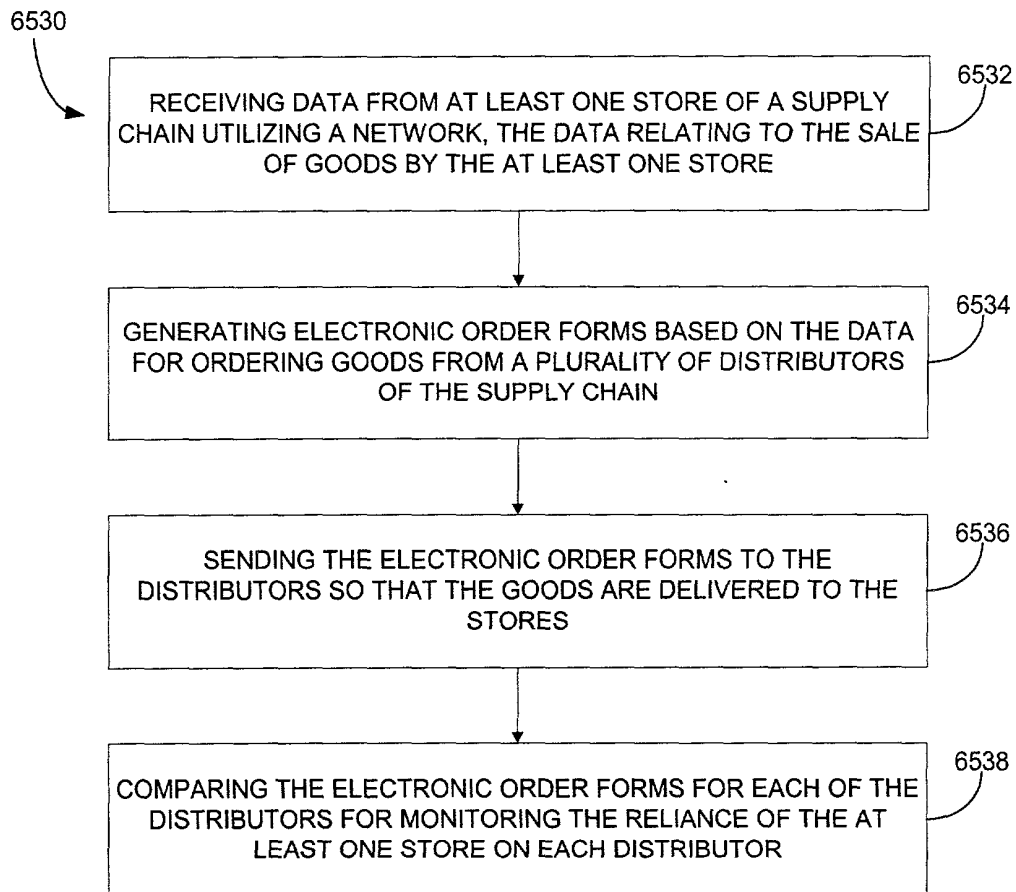 6530
6532
RECEIVING DATA FROM AT LEAST ONE STORE OF A SUPPLY
CHAIN UTILIZING A NETWORK, THE DATA RELATING TO THE SALE
OF GOODS BY THE AT LEAST ONE STORE
6534
GENERATING ELECTRONIC ORDER FORMS BASED ON THE DATA
FOR ORDERING GOODS FROM A PLURALITY OF DISTRIBUTORS
OF THE SUPPLY CHAIN
6536
SENDING THE ELECTRONIC ORDER FORMS TO THE
DISTRIBUTORS SO THAT THE GOODS ARE DELIVERED TO THE
STORES
6538
COMPARING THE ELECTRONIC ORDER FORMS FOR EACH OF THE
DISTRIBUTORS FOR MONITORING THE RELIANCE OF THE AT
LEAST ONE STORE ON EACH DISTRIBUTOR